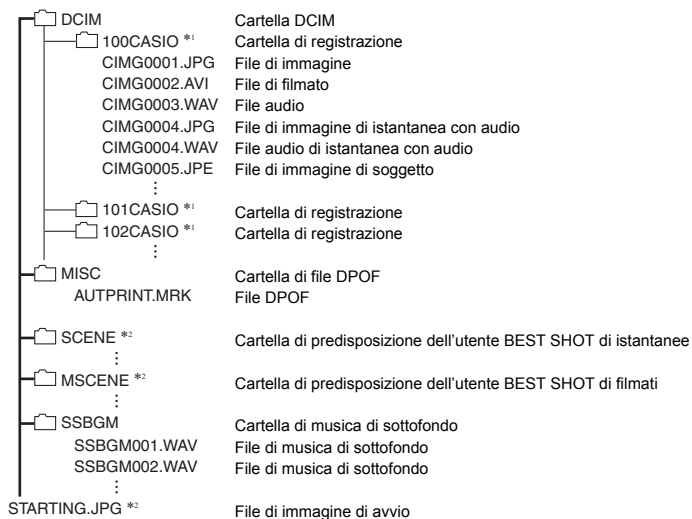 DCIM Cartella DCIM
100CASIO *1 Cartella di registrazione
CIMG0001.JPG File di immagine
CIMG0002.AVI File di filmato
CIMG0003.WAV File audio
CIMG0004.JPG File di immagine di istantanea con audio
CIMG0004.WAV File audio di istantanea con audio
CIMG0005.JPE File di immagine di soggetto
101CASIO *1 Cartella di registrazione
102CASIO *1 Cartella di registrazione
MISC Cartella di file DPOF
AUTPRINT.MRK File DPOF
SCENE *2 Cartella di predisposizione dell’utente BEST SHOT di istantanee
MSCENE *2 Cartella di predisposizione dell’utente BEST SHOT di filmati
SSBGM Cartella di musica di sottofondo
SSBGM001.WAV File di musica di sottofondo
SSBGM002.WAV File di musica di sottofondo
STARTING.JPG *2 File di immagine di avvio